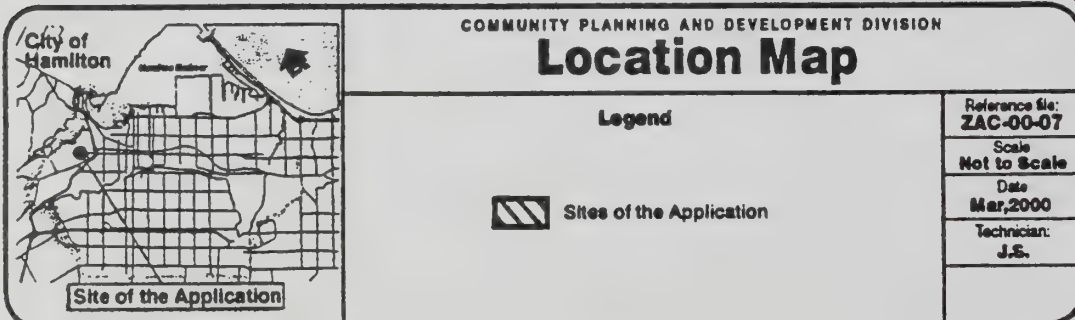 City of
Hamilton
Site of the Application
COMMUNITY PLANNING AND DEVELOPMENT DIVISION
Location Map
Legend
Sites of the Application
Reference file:
ZAC-00-07
Scale
Not to Scale
Date
Mar,2000
Technician:
J.S.